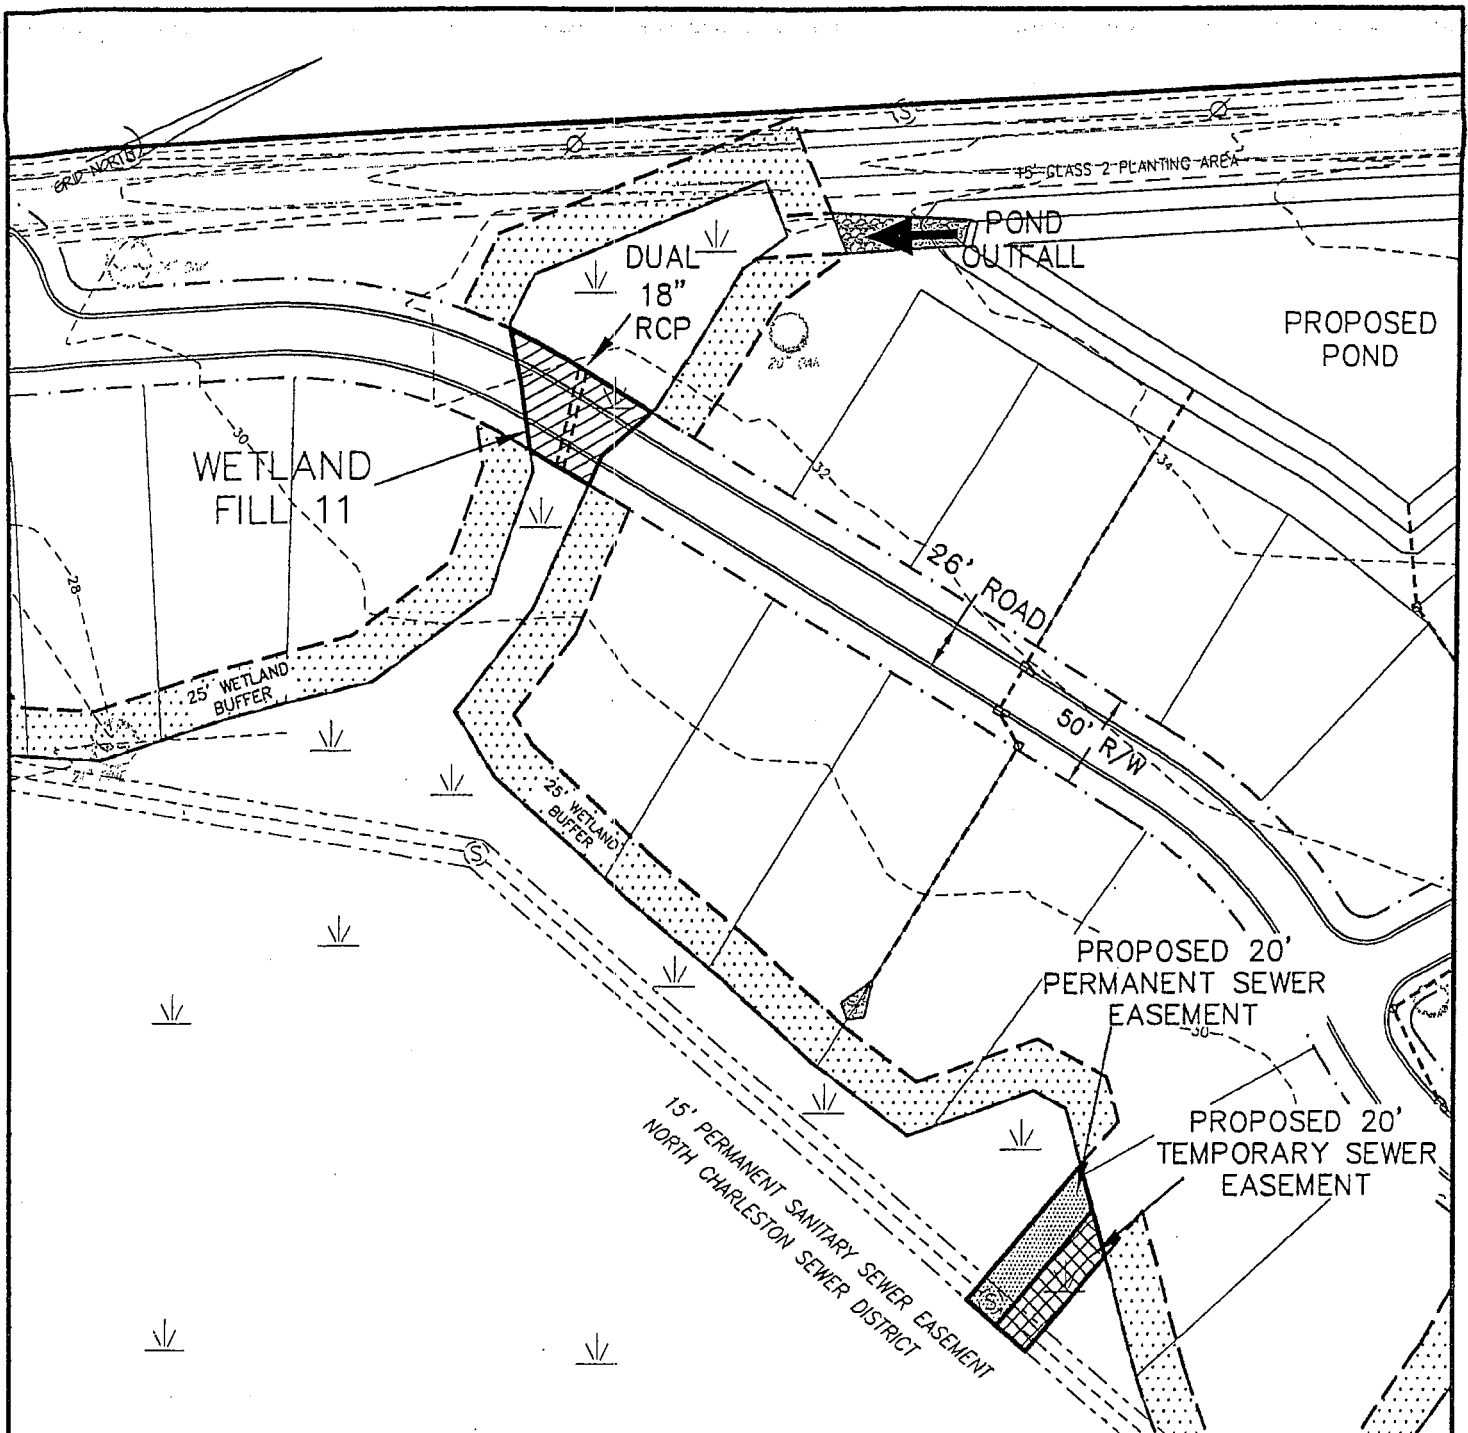 GRID NORTH
15' CLASS 2 PLANTING AREA
POND
OUTFALL
DUAL
18"
RCP
24" OAK
20" OAK
PROPOSED
POND
WETLAND
FILL 11
30
32
34
28
26' ROAD
50' R/W
25' WETLAND
BUFFER
25' WETLAND
BUFFER
S
PROPOSED 20'
PERMANENT SEWER
EASEMENT
30
PROPOSED 20'
TEMPORARY SEWER
EASEMENT
15' PERMANENT SANITARY SEWER EASEMENT
NORTH CHARLESTON SEWER DISTRICT
S